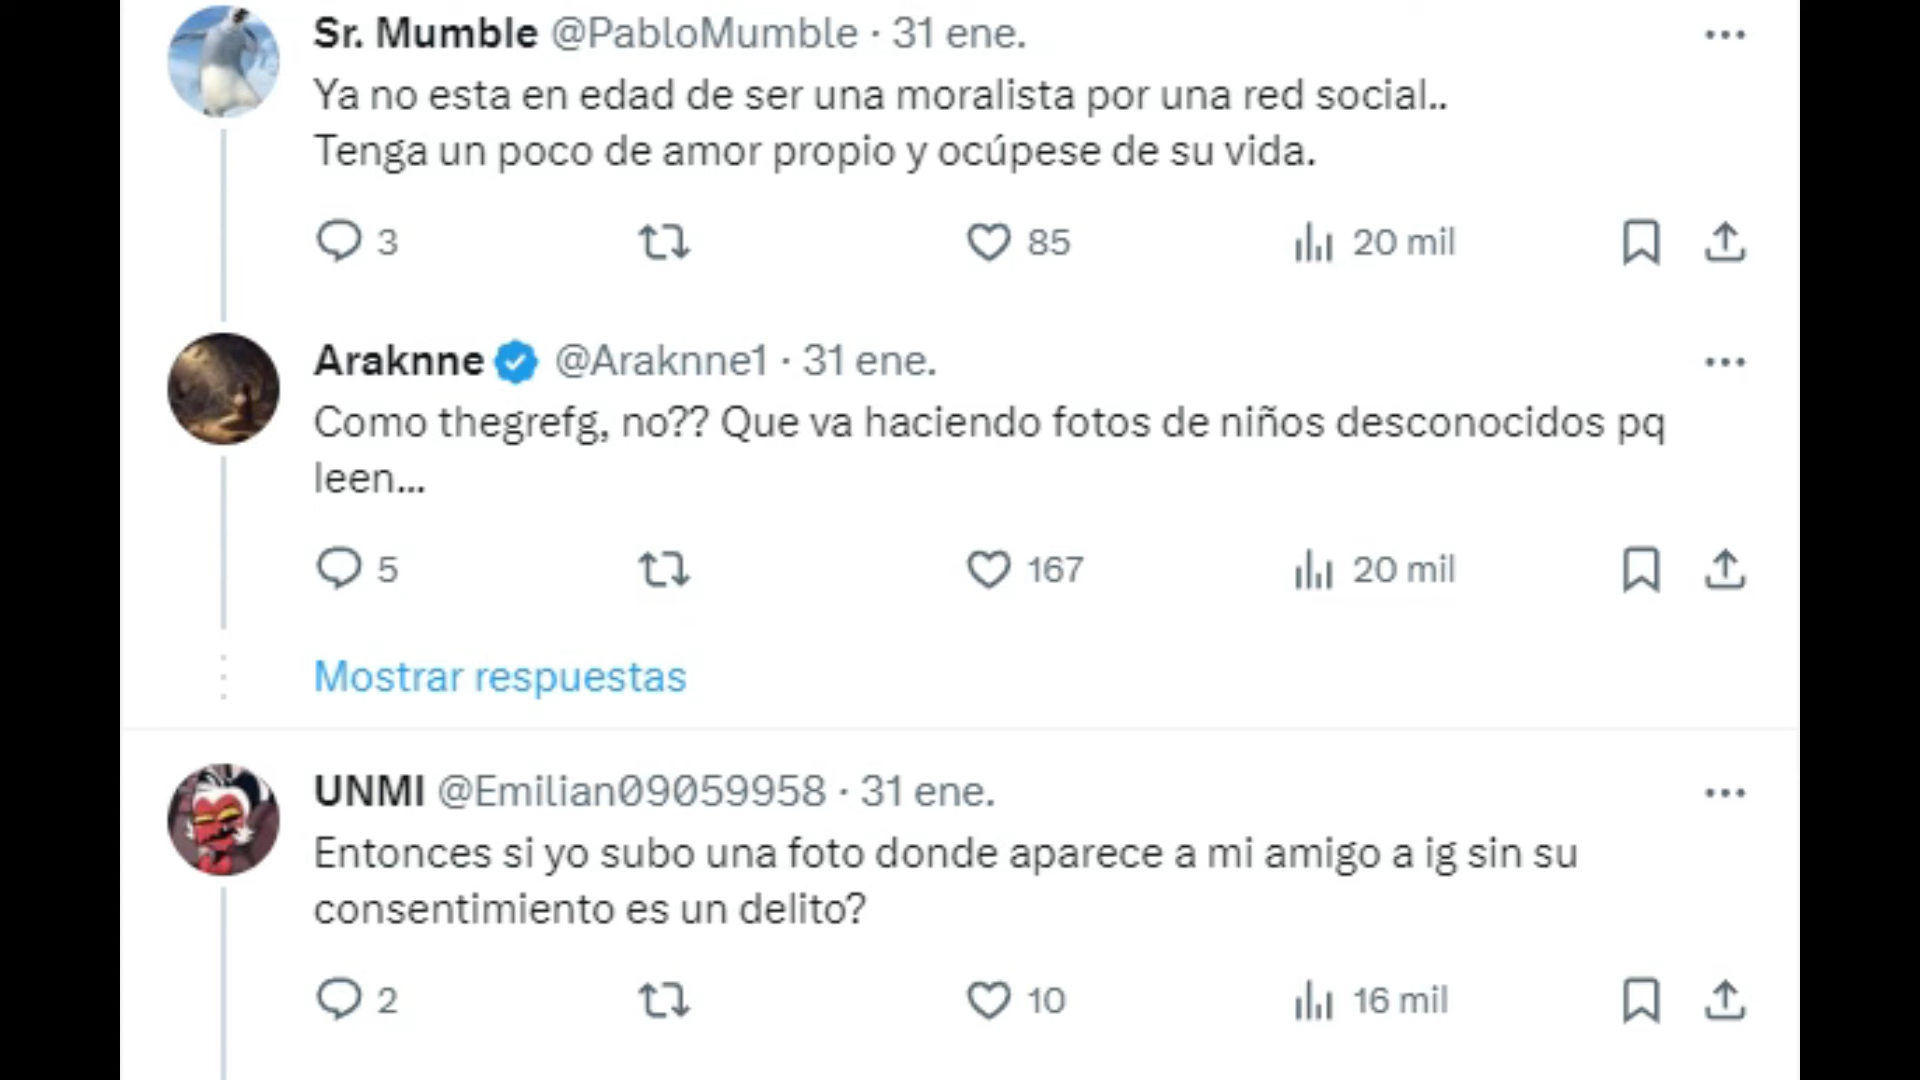 Sr. Mumble @PabloMumble · 31 ene.
Ya no esta en edad de ser una moralista por una red social..
Tenga un poco de amor propio y ocúpese de su vida.
3 85 20 mil
Araknne @Araknne1 · 31 ene.
Como thegrefg, no?? Que va haciendo fotos de niños desconocidos pq
leen...
5 167 20 mil
Mostrar respuestas
UNMI @Emilian09059958 · 31 ene.
Entonces si yo subo una foto donde aparece a mi amigo a ig sin su
consentimiento es un delito?
2 10 16 mil